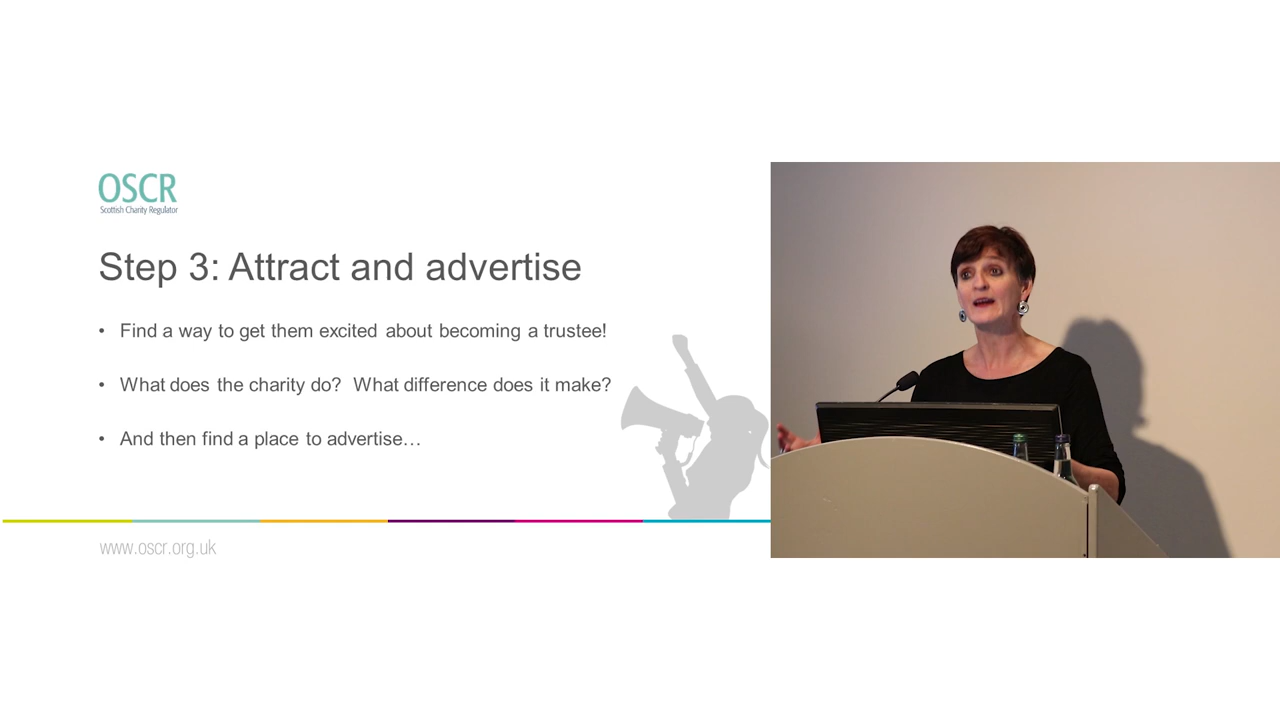 OSCR
Scottish Charity Regulator
Step 3: Attract and advertise
• Find a way to get them excited about becoming a trustee!
• What does the charity do?  What difference does it make?
• And then find a place to advertise…
www.oscr.org.uk